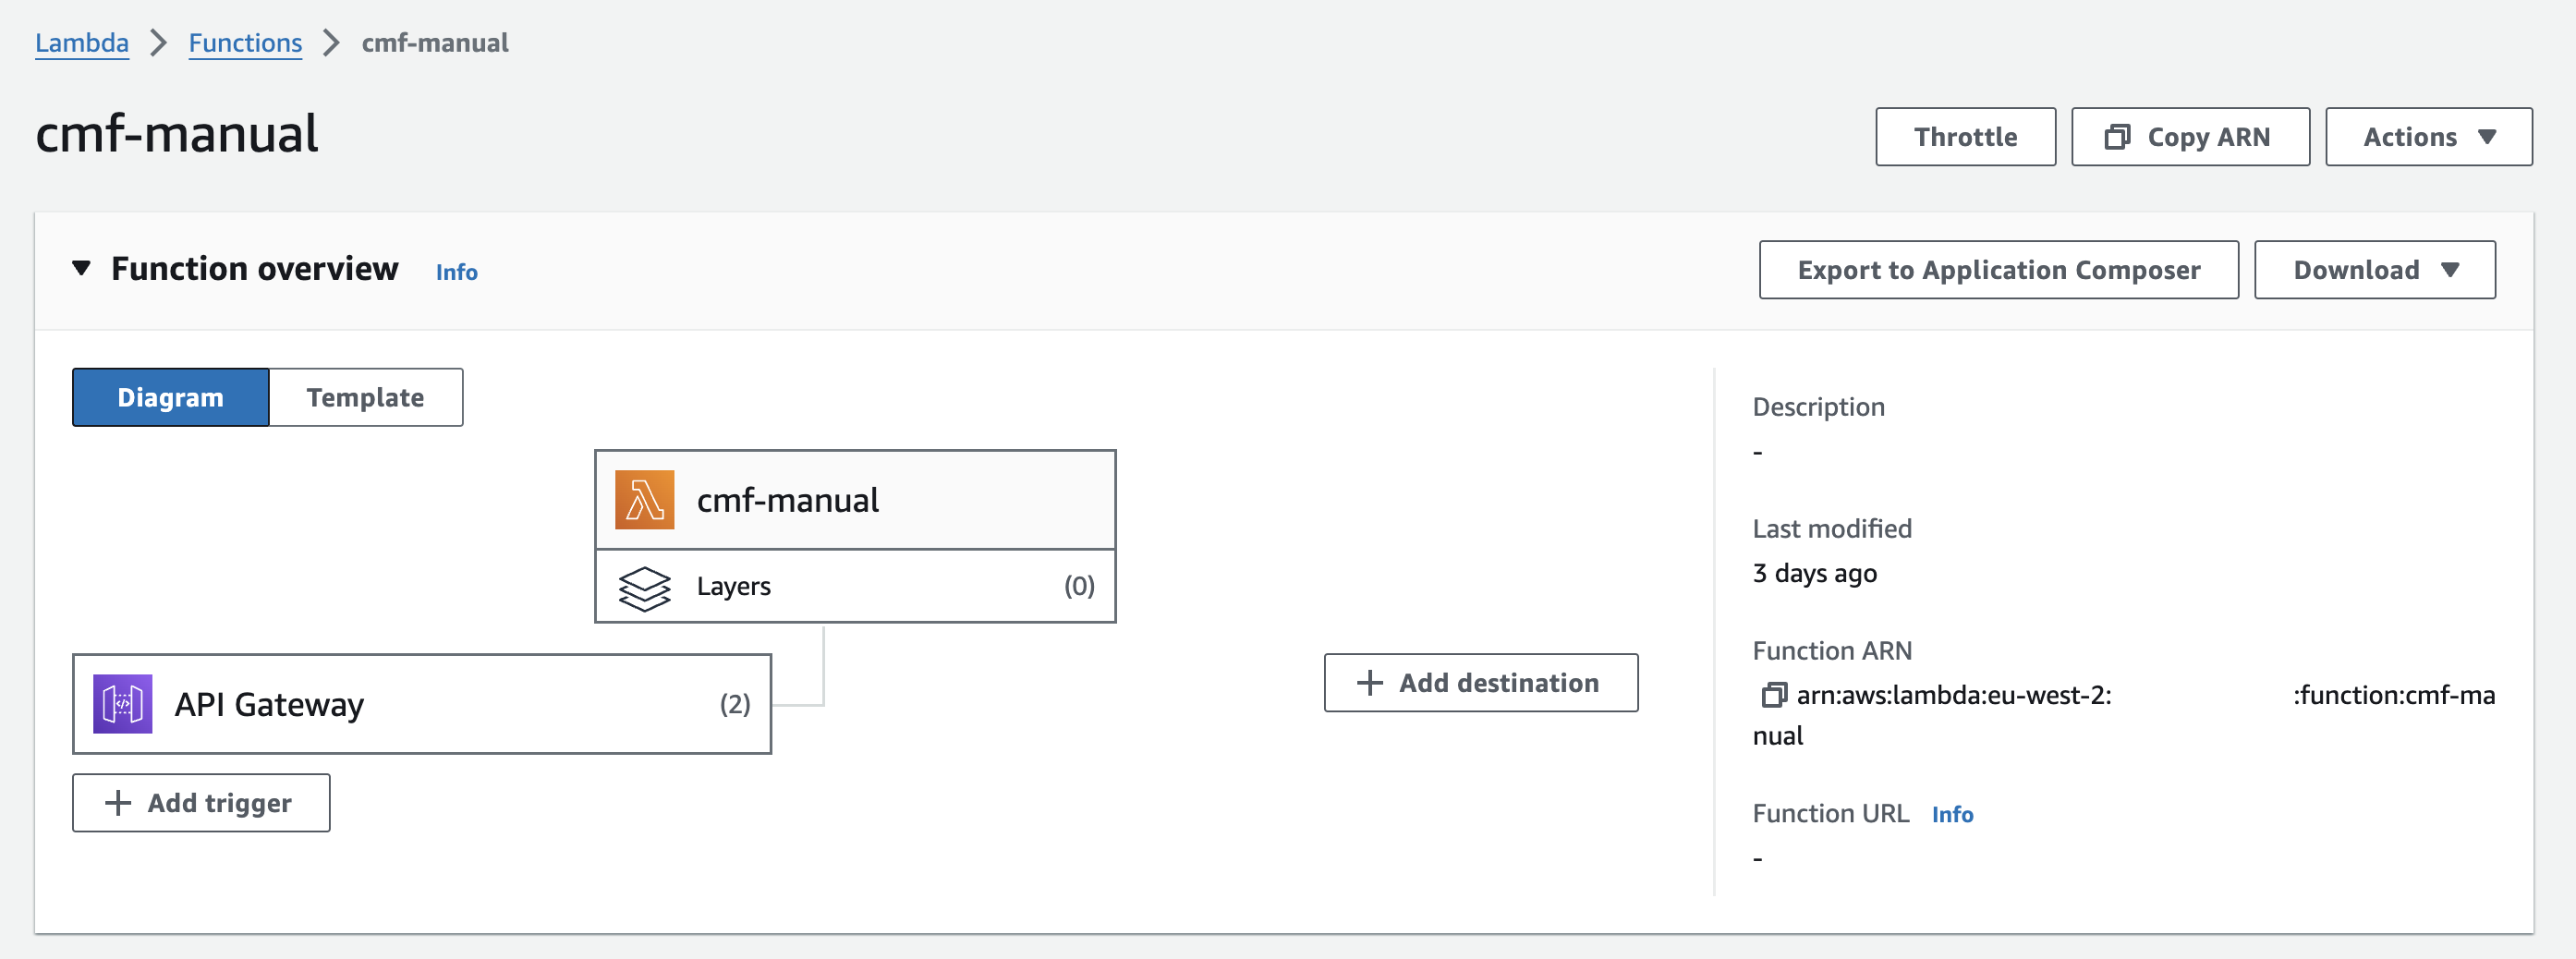 Lambda > Functions > cmf-manual
cmf-manual
Throttle
Copy ARN
Actions
Function overview Info
Export to Application Composer
Download
Diagram
Template
cmf-manual
Layers (0)
API Gateway (2)
+ Add trigger
+ Add destination
Description
-
Last modified
3 days ago
Function ARN
arn:aws:lambda:eu-west-2: :function:cmf-ma
nual
Function URL Info
-